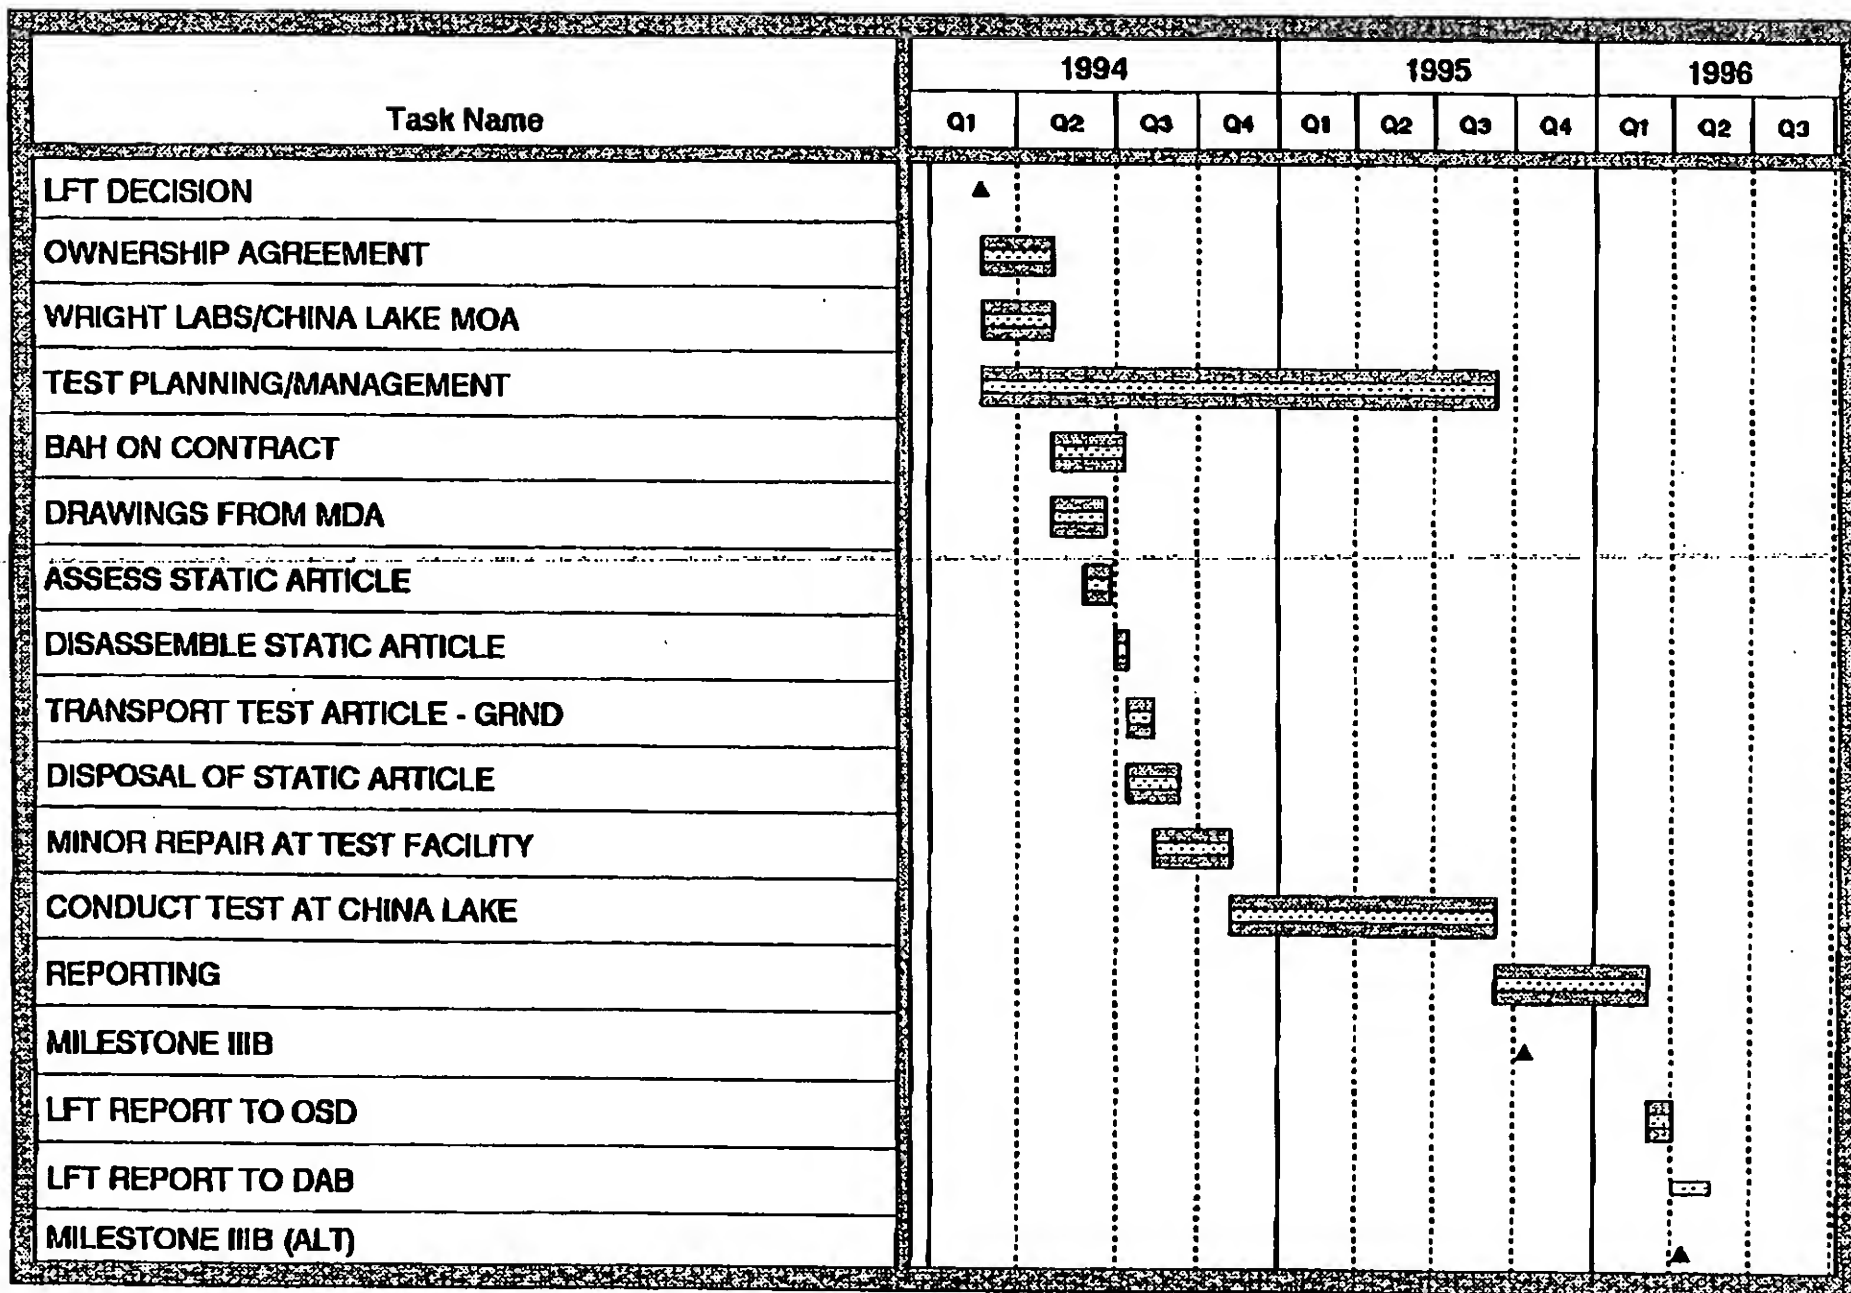 1994 1995 1996
Task Name
Q1 Q2 Q3 Q4 Q1 Q2 Q3 Q4 Q1 Q2 Q3
LFT DECISION
OWNERSHIP AGREEMENT
WRIGHT LABS/CHINA LAKE MOA
TEST PLANNING/MANAGEMENT
BAH ON CONTRACT
DRAWINGS FROM MDA
ASSESS STATIC ARTICLE
DISASSEMBLE STATIC ARTICLE
TRANSPORT TEST ARTICLE - GRND
DISPOSAL OF STATIC ARTICLE
MINOR REPAIR AT TEST FACILITY
CONDUCT TEST AT CHINA LAKE
REPORTING
MILESTONE IIIB
LFT REPORT TO OSD
LFT REPORT TO DAB
MILESTONE IIIB (ALT)